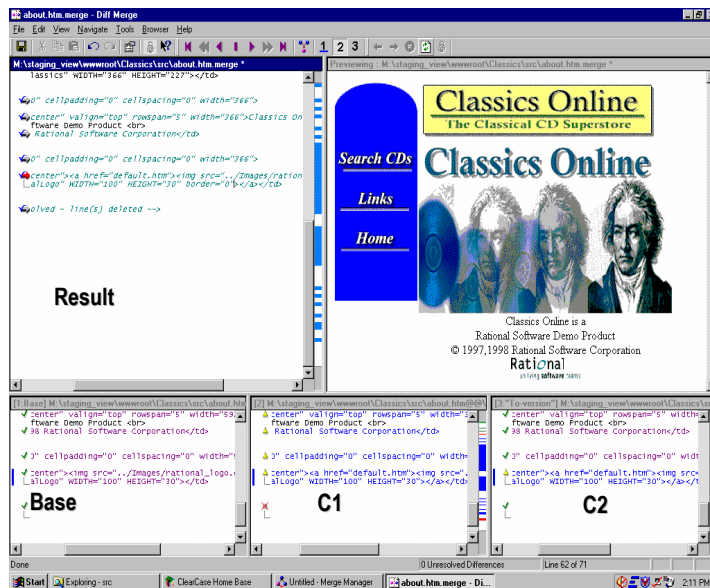 about.htm.merge - Diff Merge
File Edit View Navigate Tools Browser Help
1 2 3
M:\staging_view\wwwroot\Classics\src\about.htm.merge *
lassics" WIDTH="366" HEIGHT="227"></td>
0" cellpadding="0" cellspacing="0" width="366">
center" valign="top" rowspan="5" width="366">Classics On
ftware Demo Product <br>
Rational Software Corporation</td>
0" cellpadding="0" cellspacing="0" width="366">
center"><a href="default.htm"><img src="../Images/ration
alLogo" WIDTH="100" HEIGHT="30" border="0"></a></td>
olved - line(s) deleted -->
Result
Previewing : M:\staging_view\wwwroot\Classics\src\about.htm.merge *
Classics Online
The Classical CD Superstore
Search CDs
Links
Home
Classics Online
Classics Online is a
Rational Software Demo Product
© 1997,1998 Rational Software Corporation
Rational
unifying software teams
[1:Base] M:\staging_view\wwwroot\Classics\src\about.htm
center" valign="top" rowspan="5" width="592
ftware Demo Product <br>
98 Rational Software Corporation</td>
0" cellpadding="0" cellspacing="0" width="5
center"><img src="../Images/rational_logo.
alLogo" WIDTH="100" HEIGHT="30"></td>
Base
[2] M:\staging_view\wwwroot\Classics\src\about.htm@@\
center" valign="top" rowspan="5" width="3
ftware Demo Product <br>
Rational Software Corporation</td>
0" cellpadding="0" cellspacing="0" width=
center"><a href="default.htm"><img src=".
alLogo" WIDTH="100" HEIGHT="30"></a></td>
C1
[3:"To-version"] M:\staging_view\wwwroot\Classics\s
center" valign="top" rowspan="5" width=
ftware Demo Product <br>
98 Rational Software Corporation</td>
0" cellpadding="0" cellspacing="0" widt
center"><a href="default.htm"><img src=
alLogo" WIDTH="100" HEIGHT="30"></a></t
C2
Done
0 Unresolved Differences
Line 62 of 71
Start
Exploring - src
ClearCase Home Base
Untitled - Merge Manager
about.htm.merge - Di...
2:11 PM